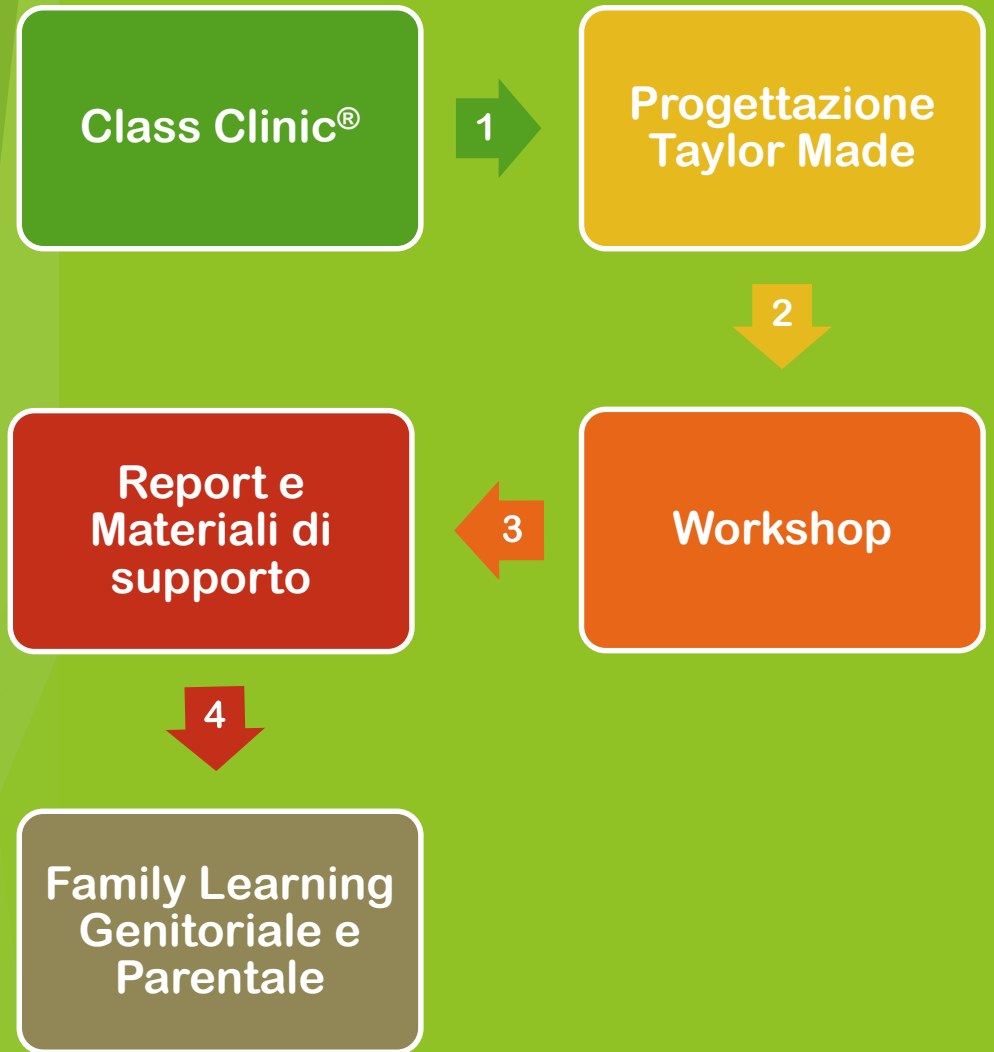 Class Clinic®
1
Progettazione
Taylor Made
2
Workshop
3
Report e
Materiali di
supporto
4
Family Learning
Genitoriale e
Parentale